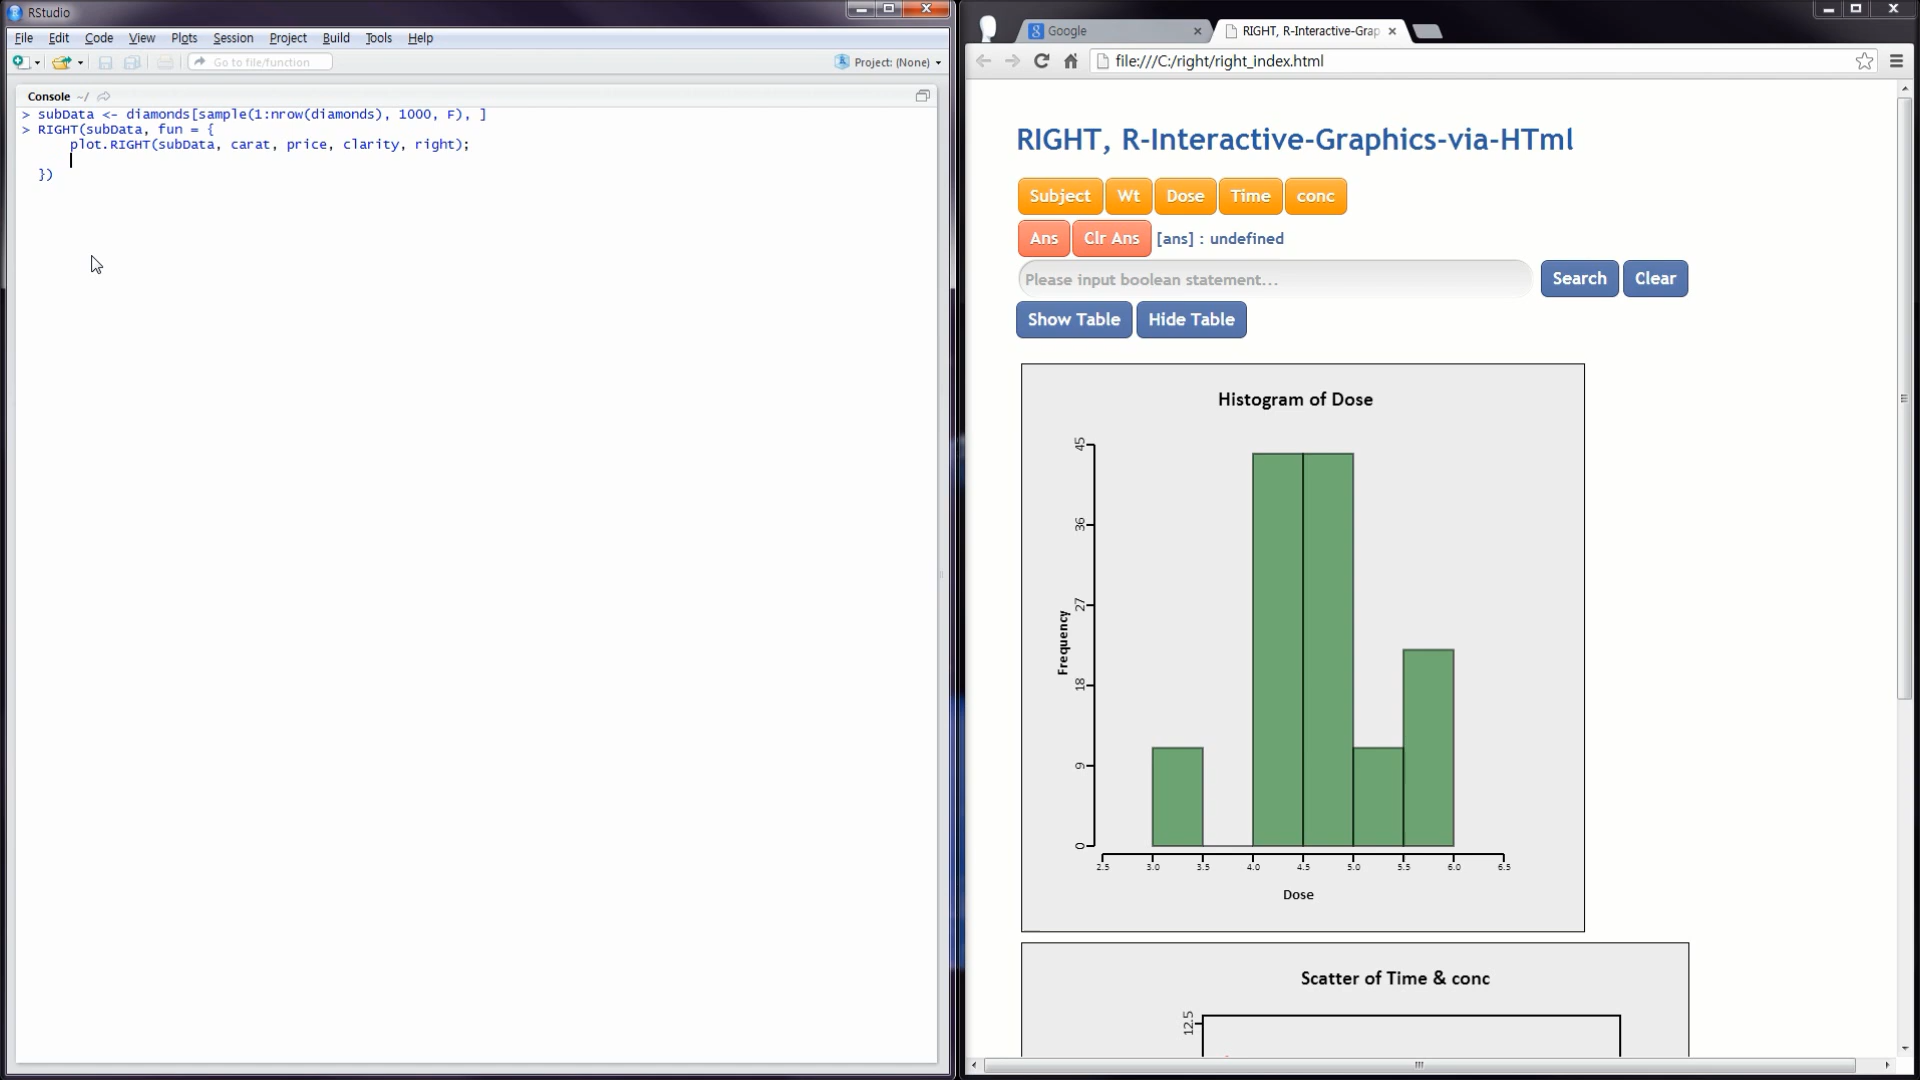 RStudio
File Edit Code View Plots Session Project Build Tools Help
Go to file/function
Project: (None)
Console ~/
> subData <- diamonds[sample(1:nrow(diamonds), 1000, F), ]
> RIGHT(subData, fun = {
plot.RIGHT(subData, carat, price, clarity, right);
})
Google
RIGHT, R-Interactive-Grap
file:///C:/right/right_index.html
RIGHT, R-Interactive-Graphics-via-HTml
Subject Wt Dose Time conc
Ans Clr Ans [ans] : undefined
Please input boolean statement... Search Clear
Show Table Hide Table
Histogram of Dose
45
36
27
18
9
0
Frequency
2.5 3.0 3.5 4.0 4.5 5.0 5.5 6.0 6.5
Dose
Scatter of Time & conc
12.5